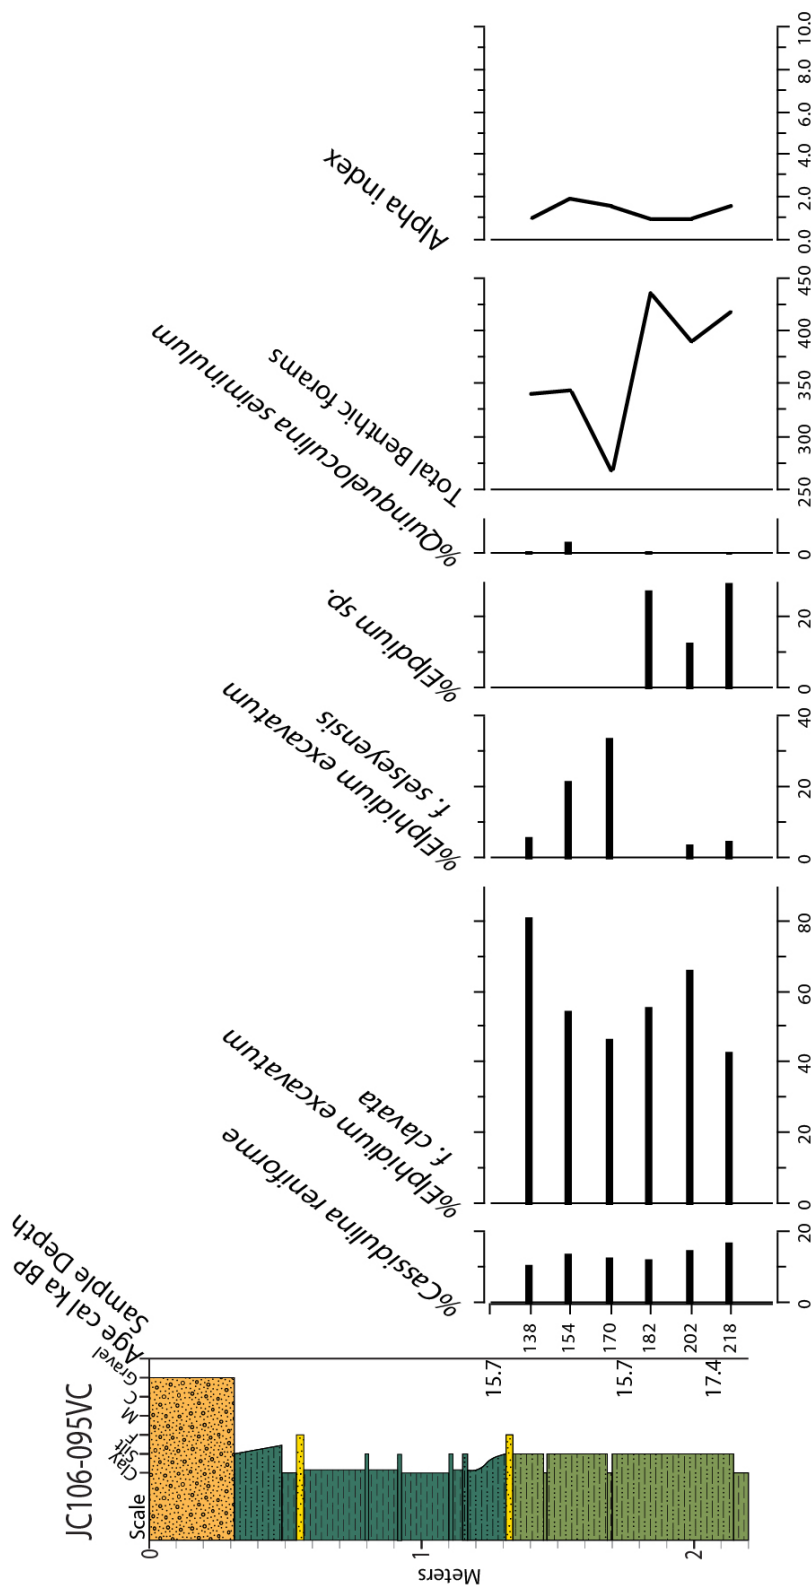 JC106-095VC
Scale
Clay
Silt
F
M
C
Gravel
Age cal ka BP
Sample Depth
%Cassidulina reniforme
%Elphidium excavatum
f. clavata
%Elphidium excavatum
f. selseyensis
%Elpdium sp.
%Quinqueloculina seiminulum
Total Benthic forams
Alpha index
Meters
0
1
2
15.7
15.7
17.4
138
154
170
182
202
218
0
20
0
20
40
60
80
0
20
40
0
20
0
250
300
350
400
450
0.0
2.0
4.0
6.0
8.0
10.0